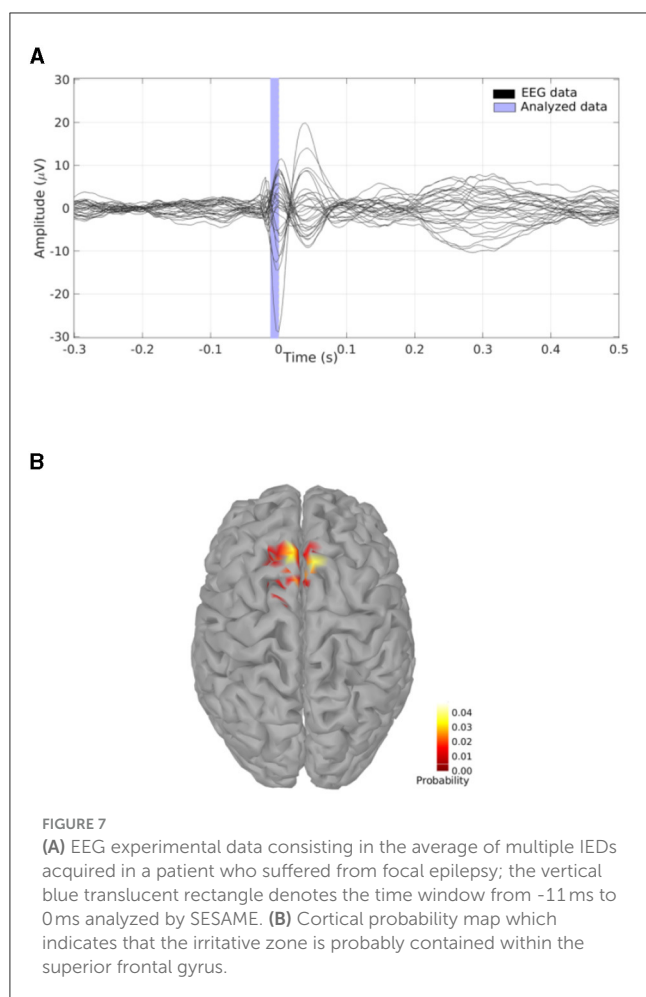 A
30
20
10
0
-10
-20
-30
Amplitude (µV)
EEG data
Analyzed data
-0.3 -0.2 -0.1 0 0.1 0.2 0.3 0.4 0.5
Time (s)
B
0.04
0.03
0.02
0.01
0.00
Probability
FIGURE 7
(A) EEG experimental data consisting in the average of multiple IEDs
acquired in a patient who suffered from focal epilepsy; the vertical
blue translucent rectangle denotes the time window from -11 ms to
0 ms analyzed by SESAME. (B) Cortical probability map which
indicates that the irritative zone is probably contained within the
superior frontal gyrus.